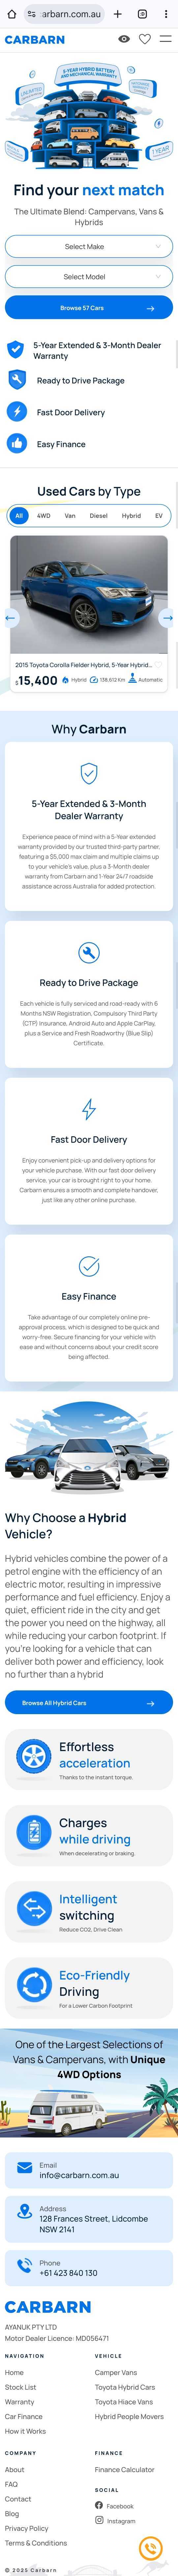 arbarn.com.au
CARBARN
5-YEAR HYBRID BATTERY
AND MECHANICAL WARRANTY
UNLIMITED
1 YEAR
Find your next match
The Ultimate Blend: Campervans, Vans &
Hybrids
Select Make
Select Model
Browse 57 Cars
5-Year Extended & 3-Month Dealer
Warranty
Ready to Drive Package
Fast Door Delivery
Easy Finance
Used Cars by Type
All 4WD Van Diesel Hybrid EV
2015 Toyota Corolla Fielder Hybrid, 5-Year Hybrid...
$15,400 Hybrid 138,612 Km Automatic
Why Carbarn
5-Year Extended & 3-Month
Dealer Warranty
Experience peace of mind with a 5-Year extended
warranty provided by our trusted third-party partner,
featuring a $5,000 max claim and multiple claims up
to your vehicle's value, plus a 3-Month dealer
warranty from Carbarn and 1-Year 24/7 roadside
assistance across Australia for added protection.
Ready to Drive Package
Each vehicle is fully serviced and road-ready with 6
Months NSW Registration, Compulsory Third Party
(CTP) Insurance, Android Auto and Apple CarPlay,
plus a Service and Fresh Roadworthy (Blue Slip)
Certificate.
Fast Door Delivery
Enjoy convenient pick-up and delivery options for
your vehicle purchase. With our fast door delivery
service, your car is brought right to your home.
Carbarn ensures a smooth and complete handover,
just like any other online purchase.
Easy Finance
Take advantage of our completely online pre-
approval process, which is designed to be quick and
worry-free. Secure financing for your vehicle with
ease and without concerns about your credit score
being affected.
Why Choose a Hybrid
Vehicle?
Hybrid vehicles combine the power of a
petrol engine with the efficiency of an
electric motor, resulting in impressive
performance and fuel efficiency. Enjoy a
quiet, efficient ride in the city and get
the power you need on the highway, all
while reducing your carbon footprint. If
you're looking for a vehicle that can
deliver both power and efficiency, look
no further than a hybrid
Browse All Hybrid Cars
Effortless
acceleration
Thanks to the instant torque.
Charges
while driving
When decelerating or braking.
Intelligent
switching
Reduce CO2, Drive Clean
Eco-Friendly
Driving
For a Lower Carbon Footprint
One of the Largest Selections of
Vans & Campervans, with Unique
4WD Options
Email
info@carbarn.com.au
Address
128 Frances Street, Lidcombe
NSW 2141
Phone
+61 423 840 130
CARBARN
AYANUK PTY LTD
Motor Dealer Licence: MD056471
NAVIGATION
Home
Stock List
Warranty
Car Finance
How it Works
VEHICLE
Camper Vans
Toyota Hybrid Cars
Toyota Hiace Vans
Hybrid People Movers
COMPANY
About
FAQ
Contact
Blog
Privacy Policy
Terms & Conditions
FINANCE
Finance Calculator
SOCIAL
Facebook
Instagram
© 2025 Carbarn